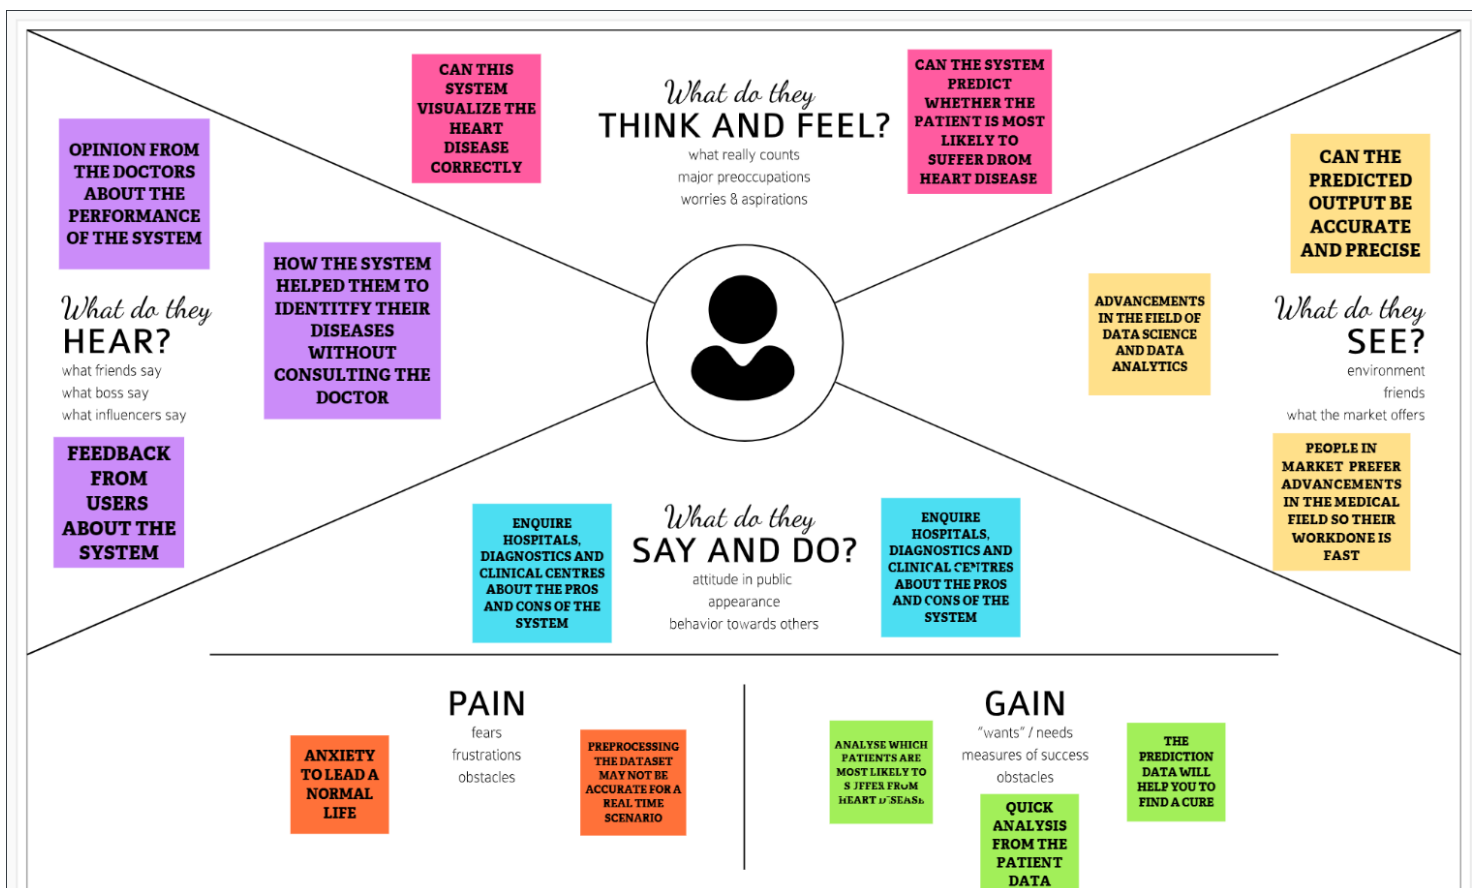 CAN THIS
SYSTEM
VISUALIZE THE
HEART
DISEASE
CORRECTLY
What do they
THINK AND FEEL?
what really counts
major preoccupations
worries & aspirations
CAN THE SYSTEM
PREDICT
WHETHER THE
PATIENT IS MOST
LIKELY TO
SUFFER DROM
HEART DISEASE
OPINION FROM
THE DOCTORS
ABOUT THE
PERFORMANCE
OF THE SYSTEM
HOW THE SYSTEM
HELPED THEM TO
IDENTITFY THEIR
DISEASES
WITHOUT
CONSULTING THE
DOCTOR
What do they
HEAR?
what friends say
what boss say
what influencers say
FEEDBACK
FROM
USERS
ABOUT THE
SYSTEM
CAN THE
PREDICTED
OUTPUT BE
ACCURATE
AND PRECISE
ADVANCEMENTS
IN THE FIELD OF
DATA SCIENCE
AND DATA
ANALYTICS
What do they
SEE?
environment
friends
what the market offers
PEOPLE IN
MARKET PREFER
ADVANCEMENTS
IN THE MEDICAL
FIELD SO THEIR
WORKDONE IS
FAST
ENQUIRE
HOSPITALS,
DIAGNOSTICS AND
CLINICAL CENTRES
ABOUT THE PROS
AND CONS OF THE
SYSTEM
What do they
SAY AND DO?
attitude in public
appearance
behavior towards others
ENQUIRE
HOSPITALS,
DIAGNOSTICS AND
CLINICAL CENTRES
ABOUT THE PROS
AND CONS OF THE
SYSTEM
PAIN
fears
frustrations
obstacles
ANXIETY
TO LEAD A
NORMAL
LIFE
PREPROCESSING
THE DATASET
MAY NOT BE
ACCURATE FOR A
REAL TIME
SCENARIO
GAIN
"wants" / needs
measures of success
obstacles
ANALYSE WHICH
PATIENTS ARE
MOST LIKELY TO
SUFFER FROM
HEART DISEASE
QUICK
ANALYSIS
FROM THE
PATIENT
DATA
THE
PREDICTION
DATA WILL
HELP YOU TO
FIND A CURE